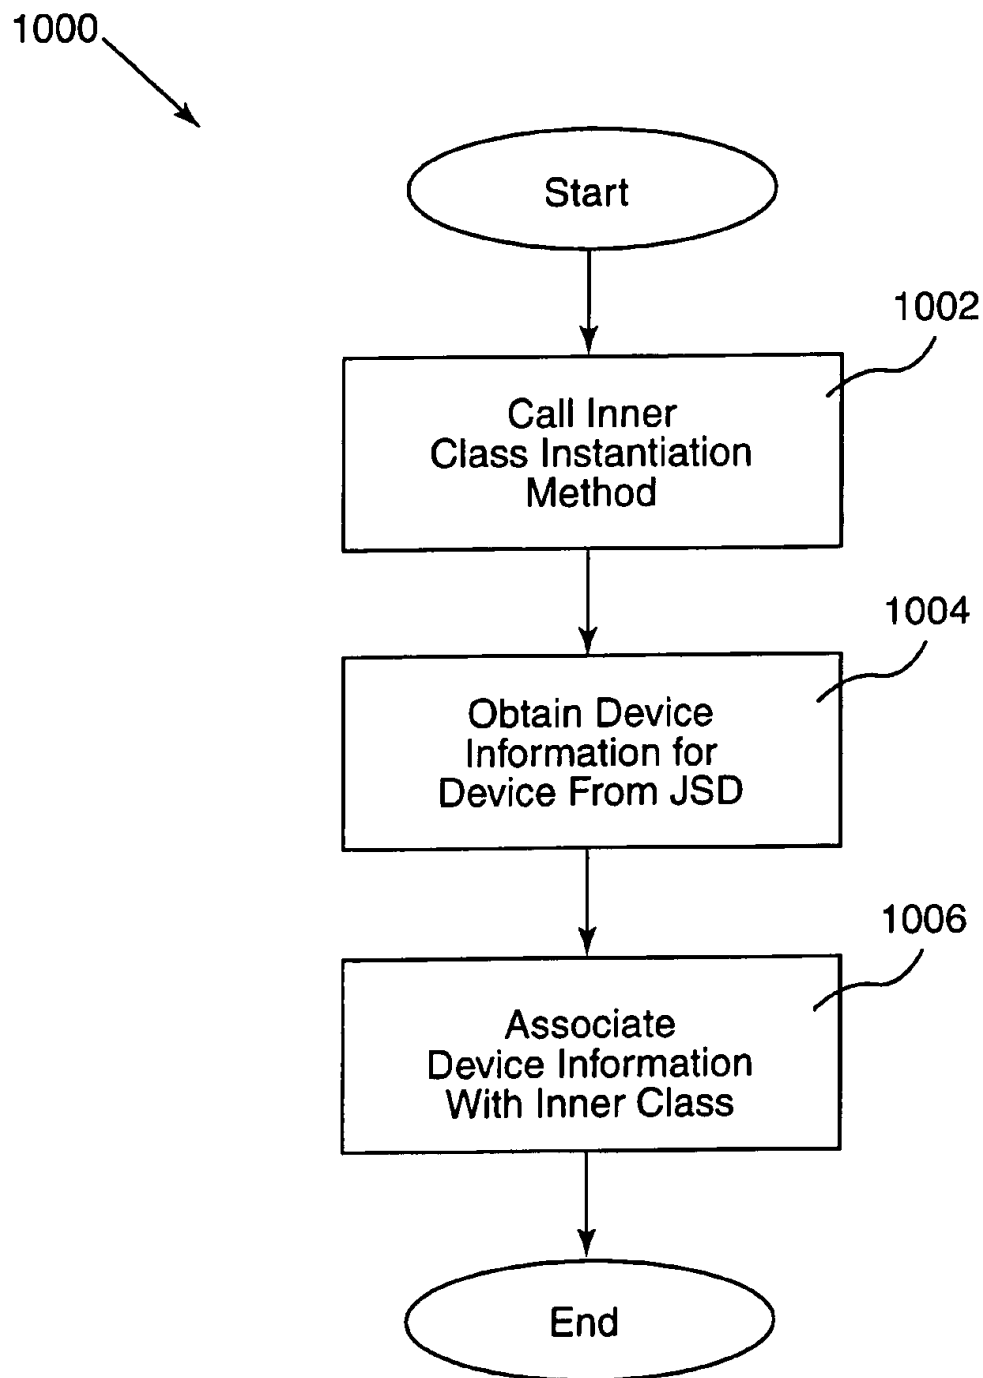 1000
Start
1002
Call Inner
Class Instantiation
Method
1004
Obtain Device
Information for
Device From JSD
1006
Associate
Device Information
With Inner Class
End